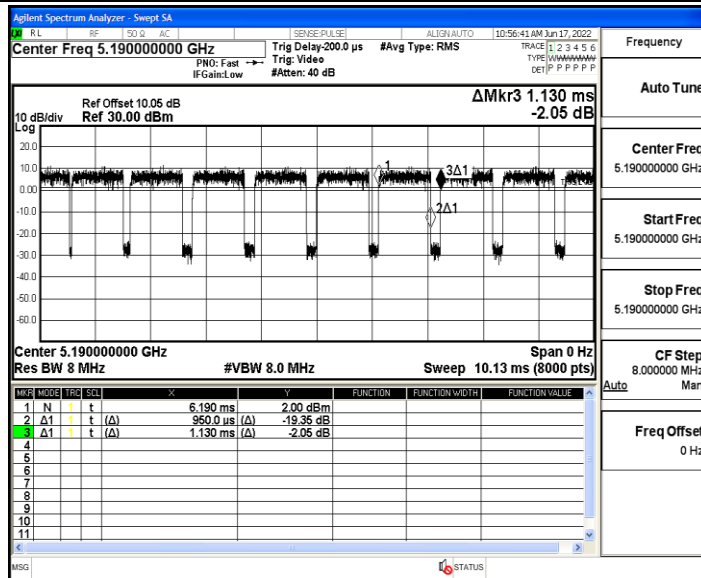 Agilent Spectrum Analyzer - Swept SA
RL RF 50 Ω AC SENSE:PULSE ALIGN AUTO 10:56:41 AM Jun 17, 2022
Center Freq 5.190000000 GHz
PNO: Fast
IFGain:Low
Trig Delay-200.0 µs
Trig: Video
#Atten: 40 dB
#Avg Type: RMS
TRACE 1 2 3 4 5 6
TYPE
DET P P P P P P
Ref Offset 10.05 dB
Ref 30.00 dBm
10 dB/div
Log
ΔMkr3 1.130 ms
-2.05 dB
20.0
10.0
0.00
-10.0
-20.0
-30.0
-40.0
-50.0
-60.0
1
3Δ1
2Δ1
Center 5.190000000 GHz Span 0 Hz
Res BW 8 MHz #VBW 8.0 MHz Sweep 10.13 ms (8000 pts)
MKR MODE TRC SCL X Y FUNCTION FUNCTION WIDTH FUNCTION VALUE
1 N 1 t 6.190 ms 2.00 dBm
2 Δ1 1 t (Δ) 950.0 µs (Δ) -19.35 dB
3 Δ1 1 t (Δ) 1.130 ms (Δ) -2.05 dB
4
5
6
7
8
9
10
11
MSG STATUS
Frequency
Auto Tune
Center Freq
5.190000000 GHz
Start Freq
5.190000000 GHz
Stop Freq
5.190000000 GHz
CF Step
8.000000 MHz
Auto Man
Freq Offset
0 Hz